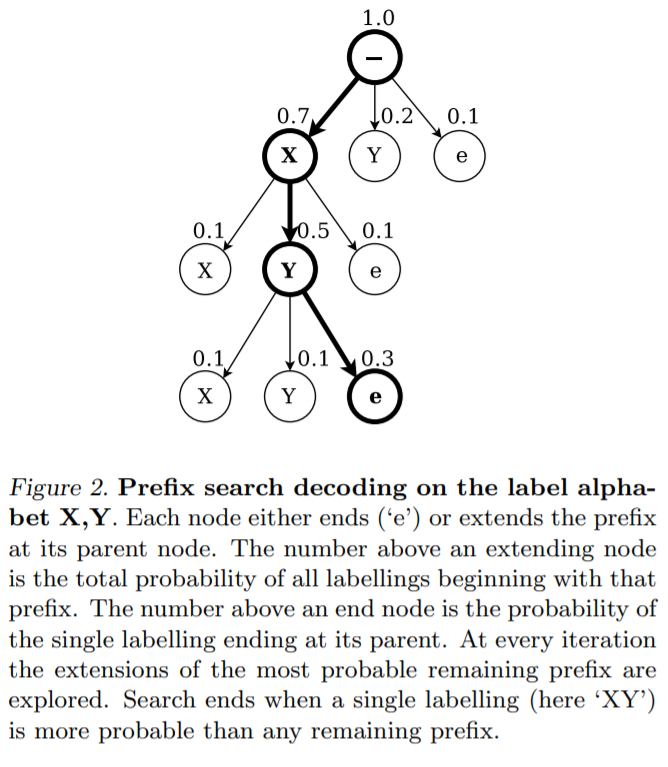 1.0
–
0.7 0.2 0.1
X Y e
0.1 0.5 0.1
X Y e
0.1 0.1 0.3
X Y e
Figure 2. Prefix search decoding on the label alpha-
bet X,Y. Each node either ends (‘e’) or extends the prefix
at its parent node. The number above an extending node
is the total probability of all labellings beginning with that
prefix. The number above an end node is the probability of
the single labelling ending at its parent. At every iteration
the extensions of the most probable remaining prefix are
explored. Search ends when a single labelling (here ‘XY’)
is more probable than any remaining prefix.